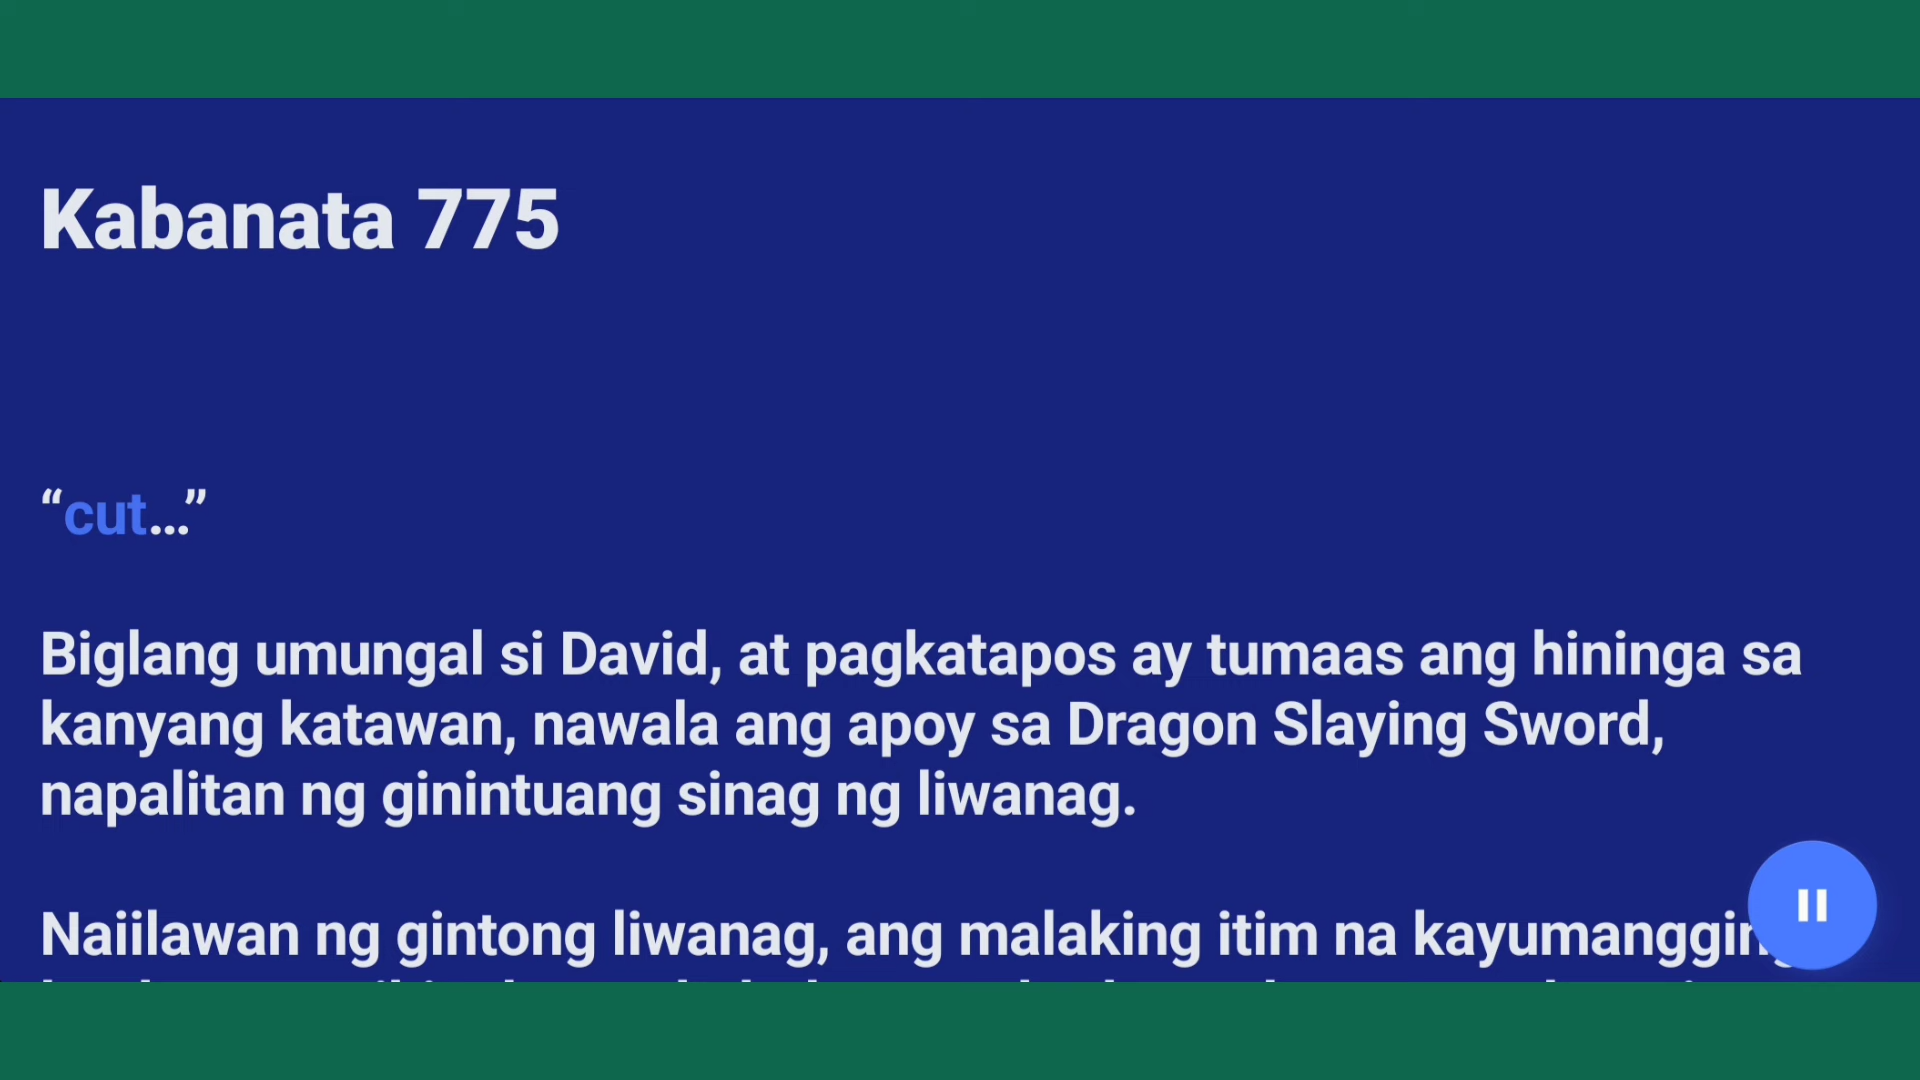 Kabanata 775
“cut…”
Biglang umungal si David, at pagkatapos ay tumaas ang hininga sa
kanyang katawan, nawala ang apoy sa Dragon Slaying Sword,
napalitan ng ginintuang sinag ng liwanag.
Naiilawan ng gintong liwanag, ang malaking itim na